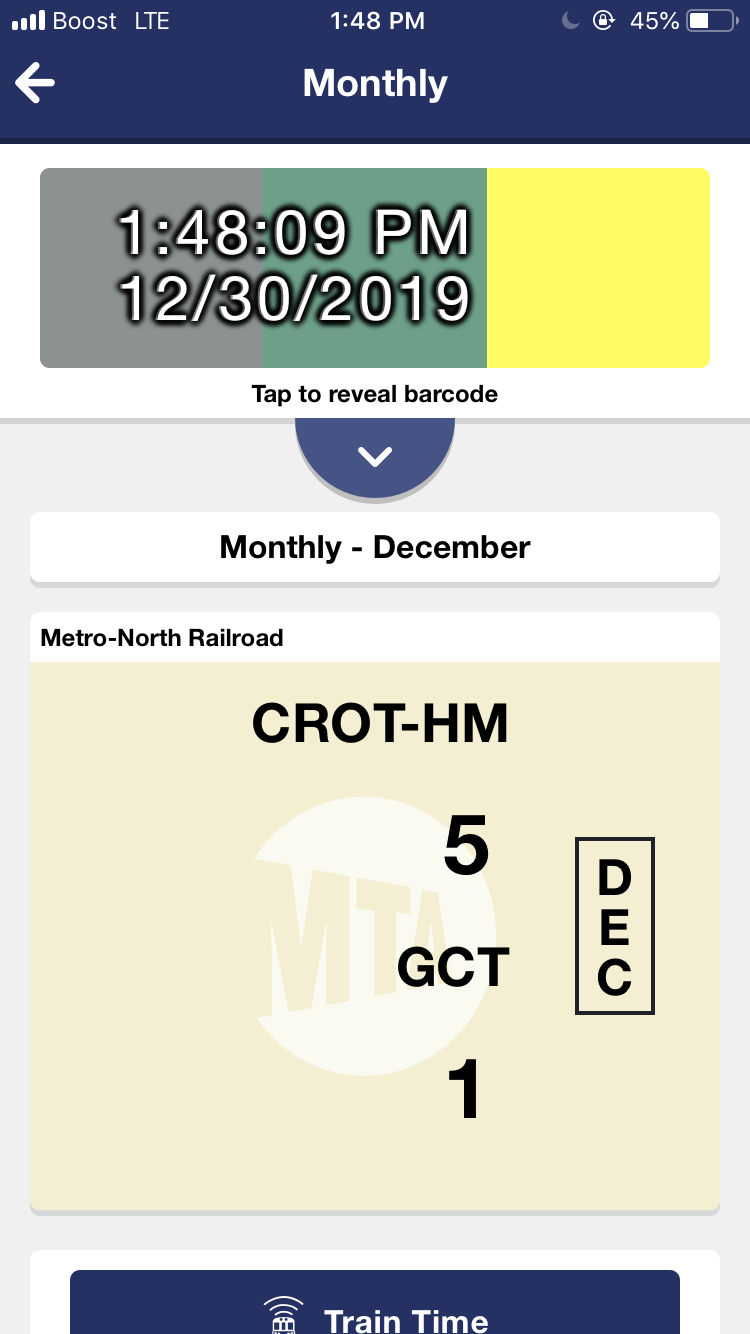 Boost LTE 1:48 PM 45%
Monthly
1:48:09 PM
12/30/2019
Tap to reveal barcode
Monthly - December
Metro-North Railroad
CROT-HM
5
MTA
GCT
1
D
E
C
Train Time